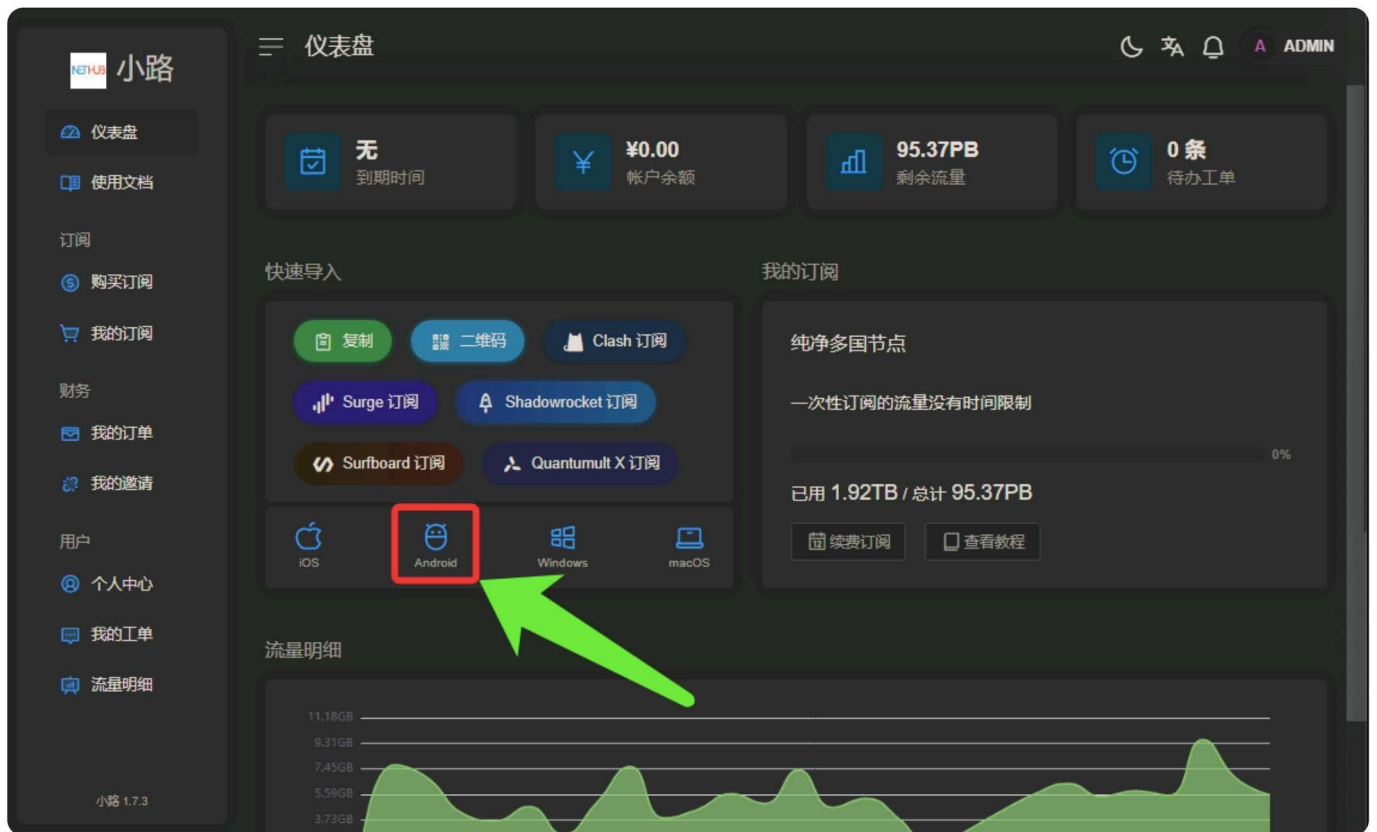 NETHUB 小路
仪表盘
使用文档
订阅
购买订阅
我的订阅
财务
我的订单
我的邀请
用户
个人中心
我的工单
流量明细
小路 1.7.3
仪表盘
A ADMIN
无
到期时间
¥0.00
帐户余额
95.37PB
剩余流量
0 条
待办工单
快速导入
复制 二维码 Clash 订阅
Surge 订阅 Shadowrocket 订阅
Surfboard 订阅 Quantumult X 订阅
iOS Android Windows macOS
我的订阅
纯净多国节点
一次性订阅的流量没有时间限制
0%
已用 1.92TB / 总计 95.37PB
12 续费订阅 查看教程
流量明细
11.18GB
9.31GB
7.45GB
5.59GB
3.73GB